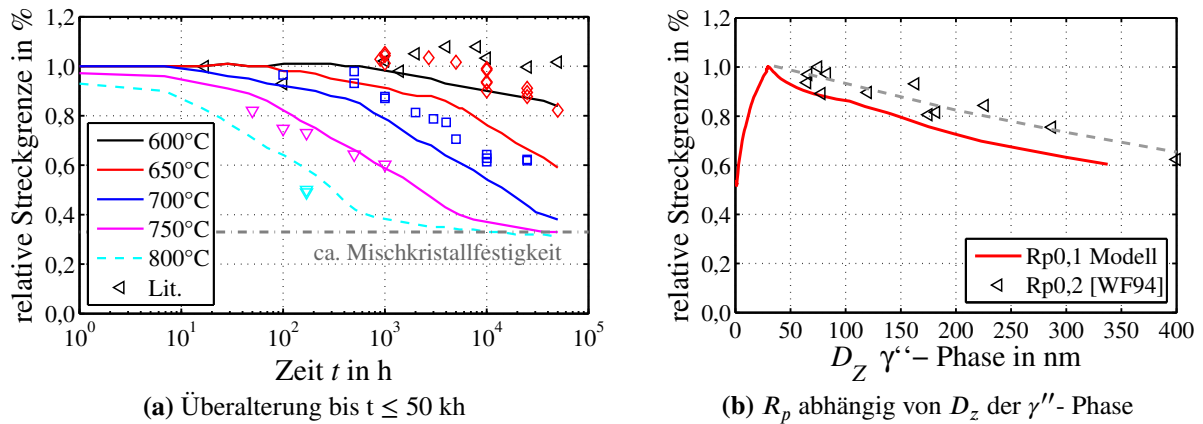 relative Streckgrenze in %
1,2
1,0
0,8
0,6
0,4
0,2
0,0
600°C
650°C
700°C
750°C
800°C
Lit.
ca. Mischkristallfestigkeit
10^0 10^1 10^2 10^3 10^4 10^5
Zeit t in h
(a) Überalterung bis t ≤ 50 kh
relative Streckgrenze in %
1,2
1,0
0,8
0,6
0,4
0,2
0,0
Rp0,1 Modell
Rp0,2 [WF94]
0 50 100 150 200 250 300 350 400
D_Z γ“– Phase in nm
(b) R_p abhängig von D_z der γ′′- Phase